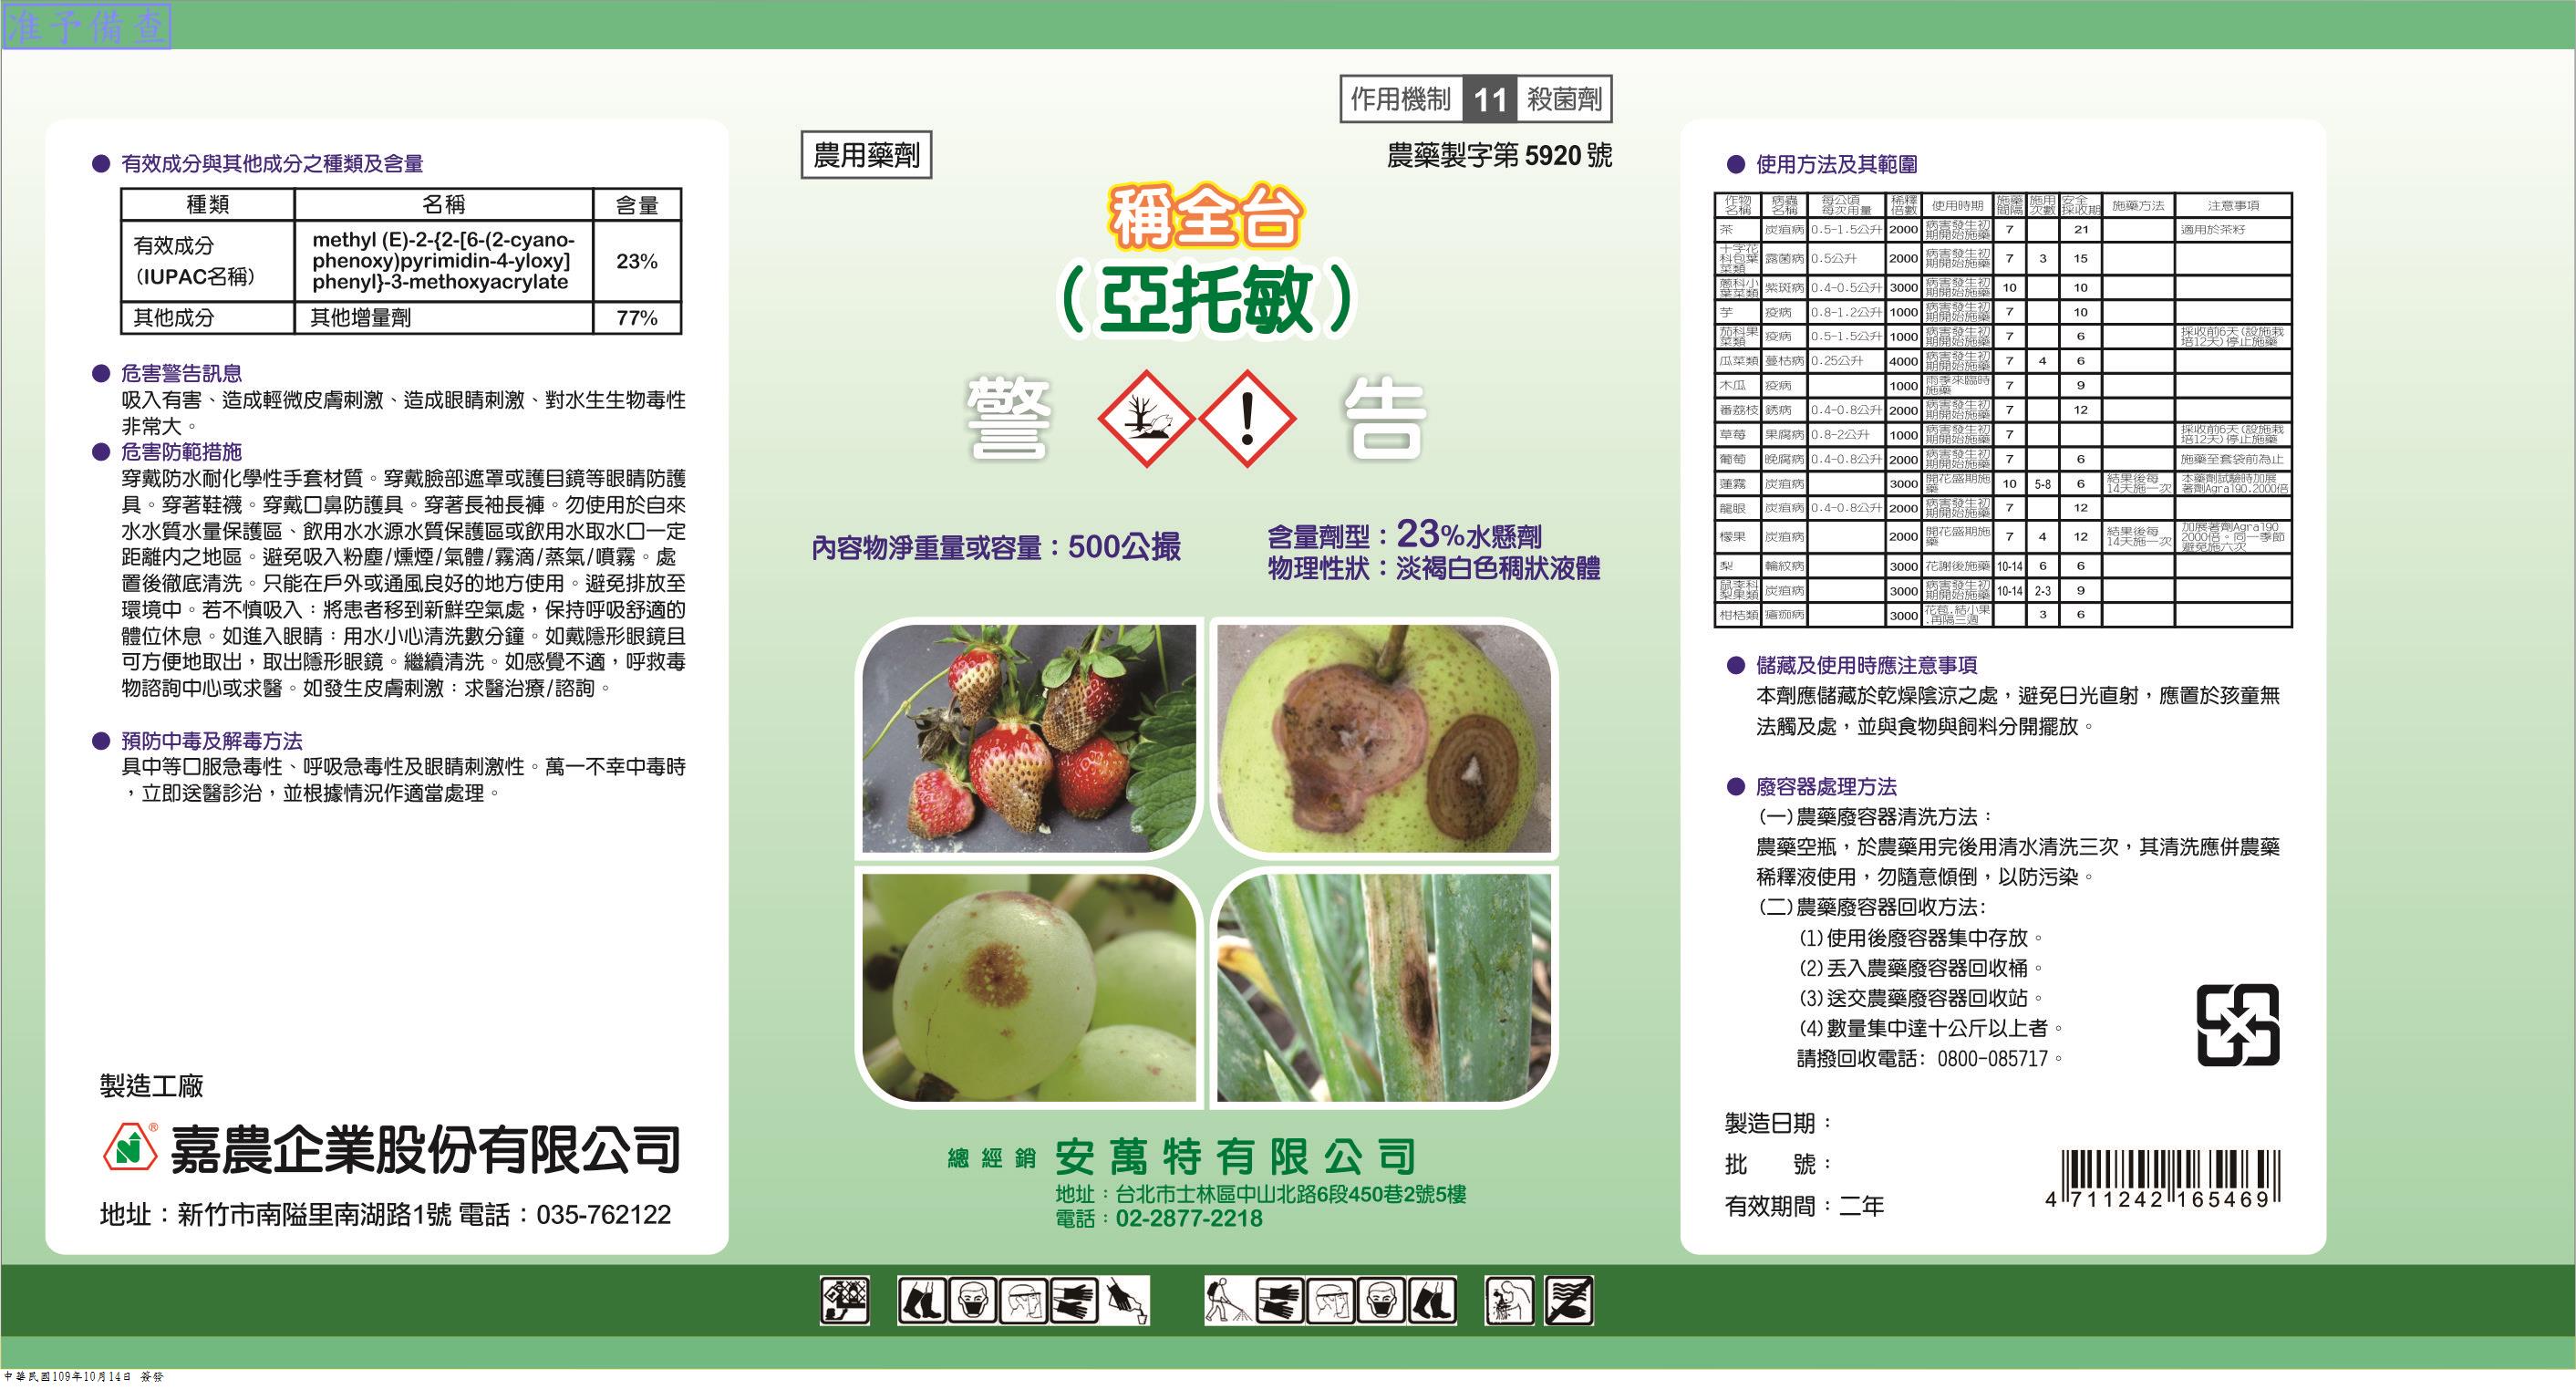 准予備查
● 有效成分與其他成分之種類及含量
種類 名稱 含量
有效成分
（IUPAC名稱）
methyl (E)-2-{2-[6-(2-cyano-
phenoxy)pyrimidin-4-yloxy]
phenyl}-3-methoxyacrylate
23%
其他成分 其他增量劑 77%
● 危害警告訊息
吸入有害、造成輕微皮膚刺激、造成眼睛刺激、對水生生物毒性
非常大。
● 危害防範措施
穿戴防水耐化學性手套材質。穿戴臉部遮罩或護目鏡等眼睛防護
具。穿著鞋襪。穿戴口鼻防護具。穿著長袖長褲。勿使用於自來
水水質水量保護區、飲用水水源水質保護區或飲用水取水口一定
距離內之地區。避免吸入粉塵/燻煙/氣體/霧滴/蒸氣/噴霧。處
置後徹底清洗。只能在戶外或通風良好的地方使用。避免排放至
環境中。若不慎吸入：將患者移到新鮮空氣處，保持呼吸舒適的
體位休息。如進入眼睛：用水小心清洗數分鐘。如戴隱形眼鏡且
可方便地取出，取出隱形眼鏡。繼續清洗。如感覺不適，呼救毒
物諮詢中心或求醫。如發生皮膚刺激：求醫治療/諮詢。
● 預防中毒及解毒方法
具中等口服急毒性、呼吸急毒性及眼睛刺激性。萬一不幸中毒時
，立即送醫診治，並根據情況作適當處理。
製造工廠
® 嘉農企業股份有限公司
地址：新竹市南隘里南湖路1號 電話：035-762122
作用機制 11 殺菌劑
農用藥劑
農藥製字第 5920 號
稱全台
（亞托敏）
警 告
內容物淨重量或容量：500公撮
含量劑型：23%水懸劑
物理性狀：淡褐白色稠狀液體
總經銷 安萬特有限公司
地址：台北市士林區中山北路6段450巷2號5樓
電話：02-2877-2218
● 使用方法及其範圍
作物名稱 病蟲名稱 每公頃每次用量 稀釋倍數 使用時期 施藥間隔 施用次數 安全採收期 施藥方法 注意事項
茶 炭疽病 0.5-1.5公升 2000 病害發生初期開始施藥 7 21 適用於茶籽
十字花科包葉菜類 露菌病 0.5公升 2000 病害發生初期開始施藥 7 3 15
蔥科小葉菜類 紫斑病 0.4-0.5公升 3000 病害發生初期開始施藥 10 10
芋 疫病 0.8-1.2公升 1000 病害發生初期開始施藥 7 10
茄科果菜類 疫病 0.5-1.5公升 1000 病害發生初期開始施藥 7 6 採收前6天(設施栽培12天)停止施藥
瓜菜類 蔓枯病 0.25公升 4000 病害發生初期開始施藥 7 4 6
木瓜 疫病 1000 雨季來臨時施藥 7 9
番荔枝 銹病 0.4-0.8公升 2000 病害發生初期開始施藥 7 12
草莓 果腐病 0.8-2公升 1000 病害發生初期開始施藥 7 採收前6天(設施栽培12天)停止施藥
葡萄 晚腐病 0.4-0.8公升 2000 病害發生初期開始施藥 7 6 施藥至套袋前為止
蓮霧 炭疽病 3000 開花盛期施藥 10 5-8 6 結果後每14天施一次 本藥劑試驗時加展著劑Agral90.2000倍
龍眼 炭疽病 0.4-0.8公升 2000 病害發生初期開始施藥 7 12
檬果 炭疽病 2000 開花盛期施藥 7 4 12 結果後每14天施一次 加展著劑Agral90 2000倍。同一季節避免施六次
梨 輪紋病 3000 花謝後施藥 10-14 6 6
鼠李科梨果類 炭疽病 3000 病害發生初期開始施藥 10-14 2-3 9
柑桔類 瘡痂病 3000 花苞.結小果.再隔三週 3 6
● 儲藏及使用時應注意事項
本劑應儲藏於乾燥陰涼之處，避免日光直射，應置於孩童無
法觸及處，並與食物與飼料分開擺放。
● 廢容器處理方法
(一)農藥廢容器清洗方法：
農藥空瓶，於農藥用完後用清水清洗三次，其清洗應併農藥
稀釋液使用，勿隨意傾倒，以防污染。
(二)農藥廢容器回收方法:
(1)使用後廢容器集中存放。
(2)丟入農藥廢容器回收桶。
(3)送交農藥廢容器回收站。
(4)數量集中達十公斤以上者。
請撥回收電話: 0800-085717。
製造日期：
批 號：
有效期間：二年
4 711242 165469
中華民國109年10月14日 簽發